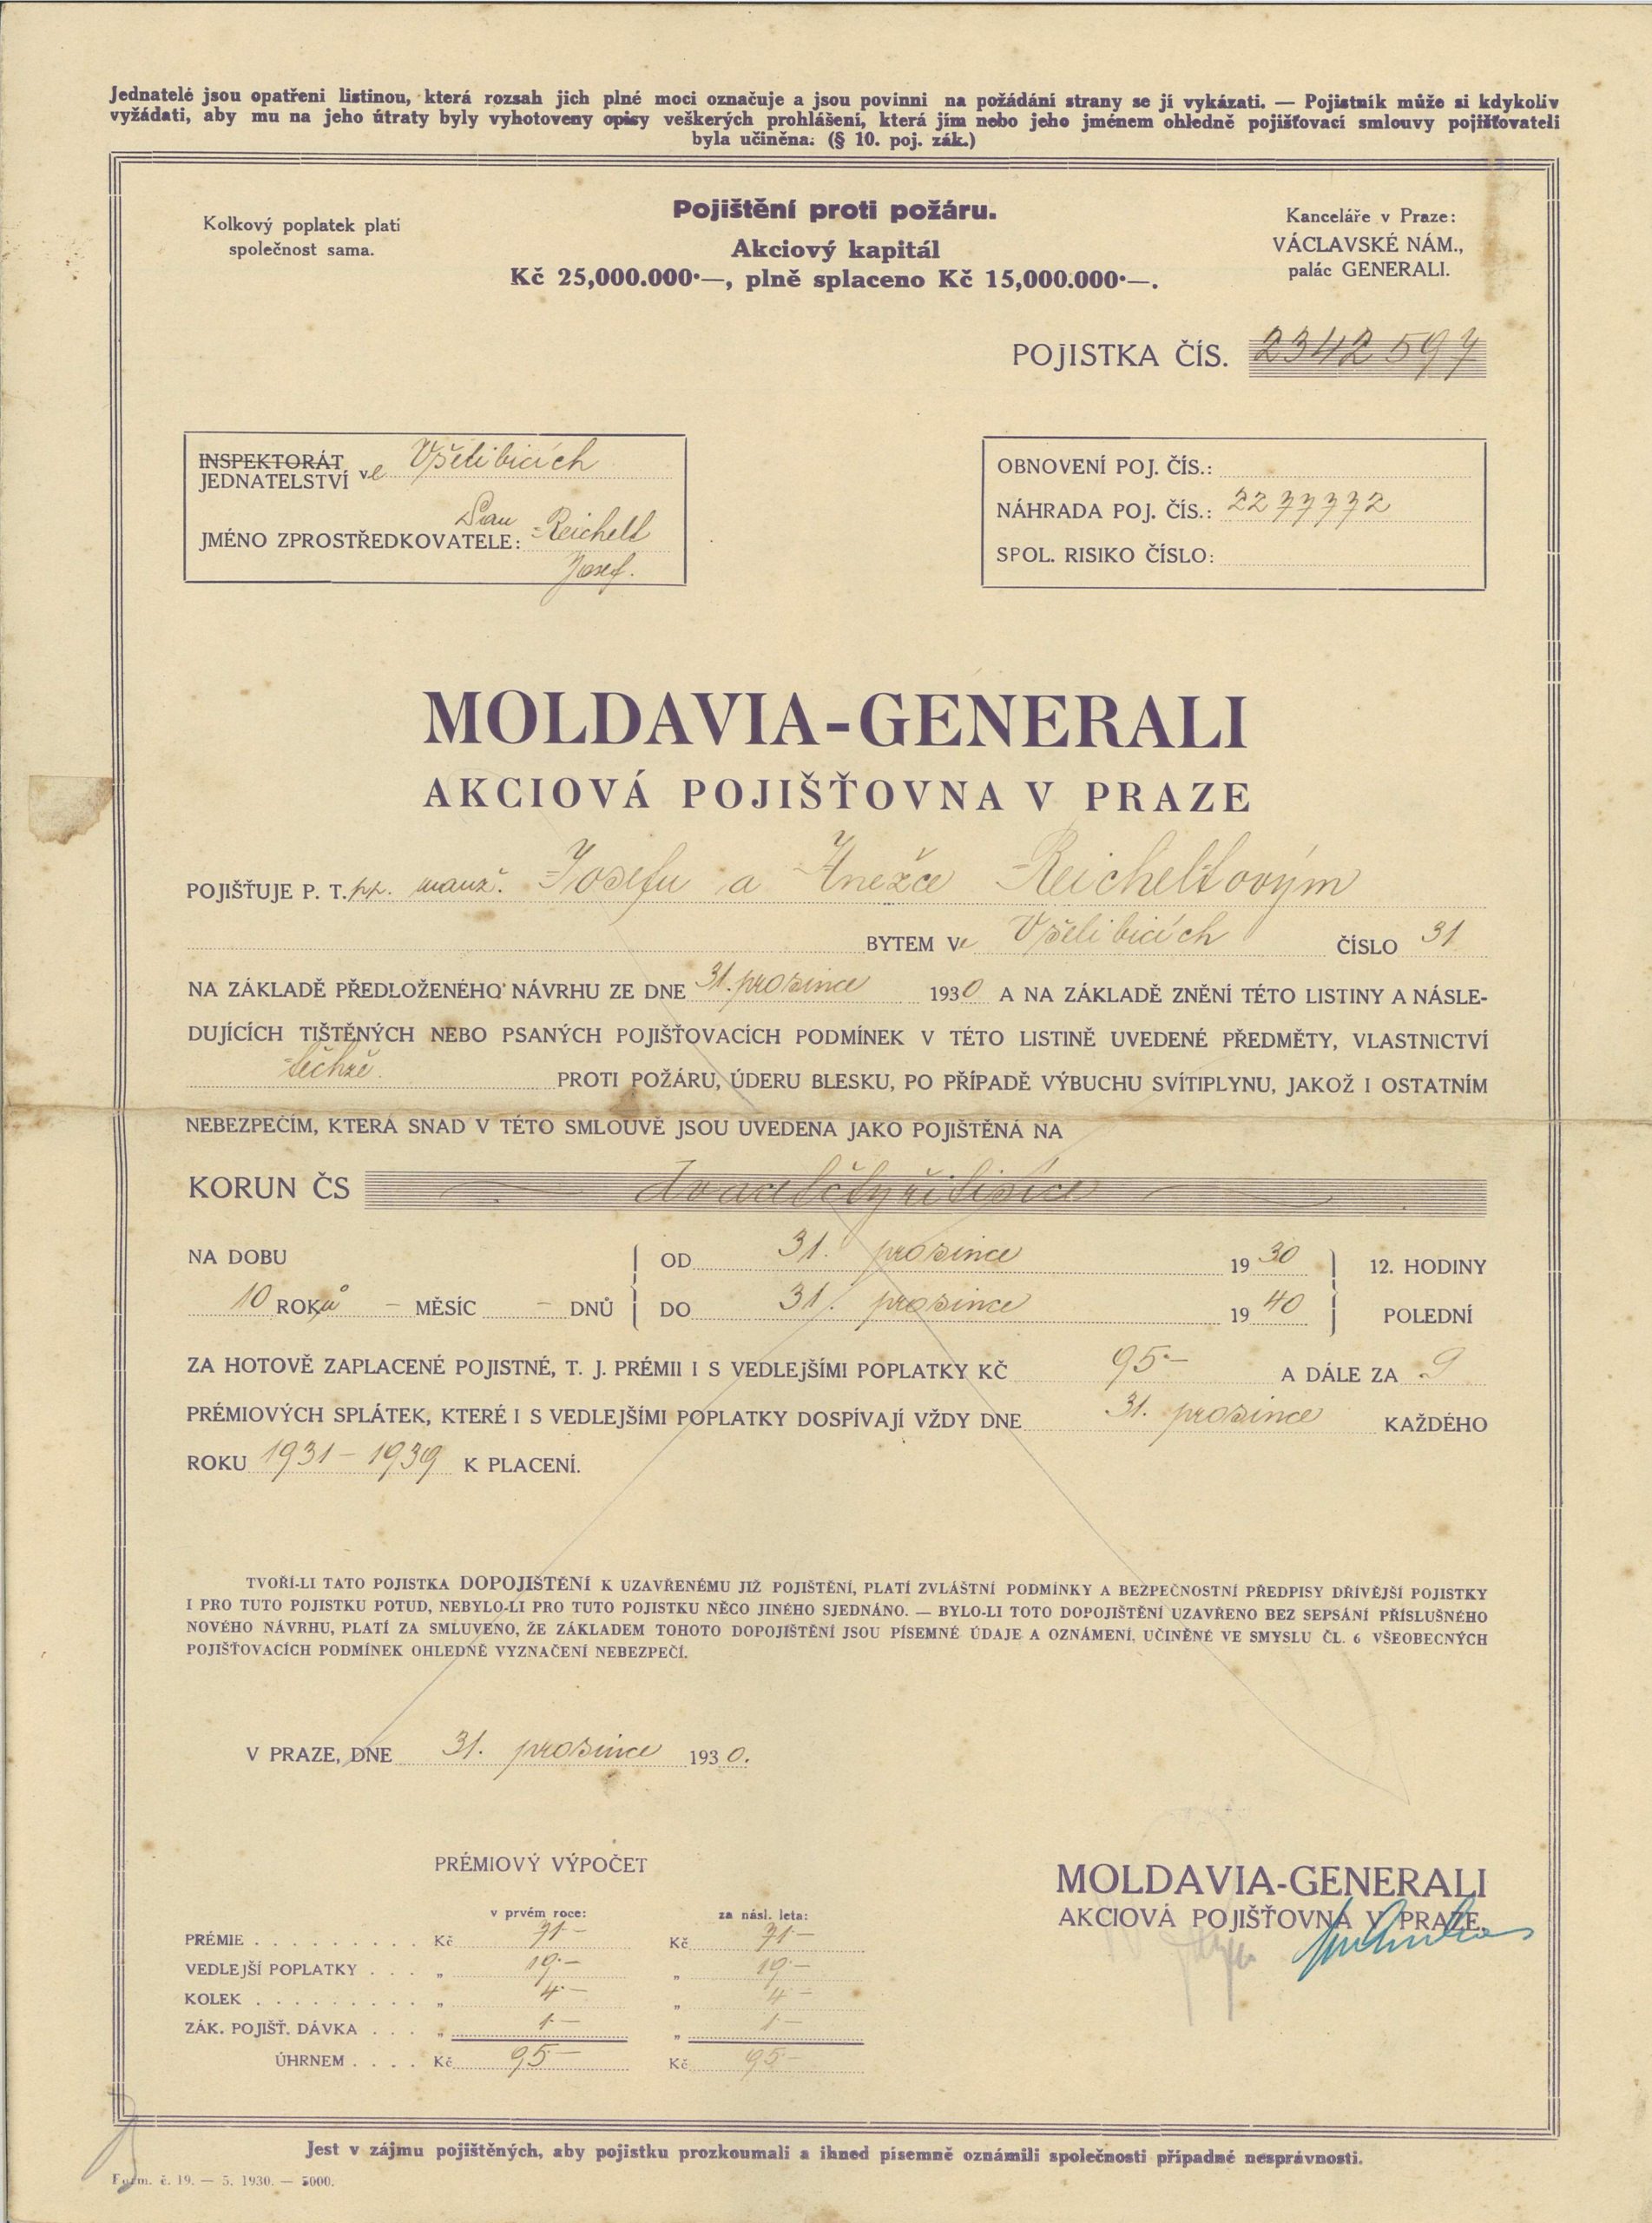 Jednatelé jsou opatřeni listinou, která rozsah jich plné moci označuje a jsou povinni na požádání strany se jí vykázati. — Pojistník může si kdykoliv
vyžádati, aby mu na jeho útraty byly vyhotoveny opisy veškerých prohlášení, která jím nebo jeho jménem ohledně pojišťovací smlouvy pojišťovateli
byla učiněna: (§ 10. poj. zák.)
Kolkový poplatek platí
společnost sama.
Pojištění proti požáru.
Akciový kapitál
Kč 25,000.000·—, plně splaceno Kč 15,000.000·—.
Kanceláře v Praze:
VÁCLAVSKÉ NÁM.,
palác GENERALI.
POJISTKA ČÍS. 2342597
INSPEKTORÁT
JEDNATELSTVÍ ve Všelibicích
Pan
JMÉNO ZPROSTŘEDKOVATELE: Reichelt
Josef.
OBNOVENÍ POJ. ČÍS.:
NÁHRADA POJ. ČÍS.: 2277772
SPOL. RISIKO ČÍSLO:
MOLDAVIA-GENERALI
AKCIOVÁ POJIŠŤOVNA V PRAZE
POJIŠŤUJE P. T. pp. manž. Josefu a Anežce Reicheltovým
BYTEM Ve Všelibicích ČÍSLO 31
NA ZÁKLADĚ PŘEDLOŽENÉHO NÁVRHU ZE DNE 31. prosince 1930 A NA ZÁKLADĚ ZNĚNÍ TÉTO LISTINY A NÁSLE-
DUJÍCÍCH TIŠTĚNÝCH NEBO PSANÝCH POJIŠŤOVACÍCH PODMÍNEK V TÉTO LISTINĚ UVEDENÉ PŘEDMĚTY, VLASTNICTVÍ
těchže. PROTI POŽÁRU, ÚDERU BLESKU, PO PŘÍPADĚ VÝBUCHU SVÍTIPLYNU, JAKOŽ I OSTATNÍM
NEBEZPEČÍM, KTERÁ SNAD V TÉTO SMLOUVĚ JSOU UVEDENA JAKO POJIŠTĚNÁ NA
KORUN ČS dvacetčtyřitisíce
NA DOBU OD 31. prosince 1930 12. HODINY
10 ROKů – MĚSÍC – DNŮ DO 31. prosince 1940 POLEDNÍ
ZA HOTOVĚ ZAPLACENÉ POJISTNÉ, T. J. PRÉMII I S VEDLEJŠÍMI POPLATKY KČ 95·– A DÁLE ZA 9
PRÉMIOVÝCH SPLÁTEK, KTERÉ I S VEDLEJŠÍMI POPLATKY DOSPÍVAJÍ VŽDY DNE 31. prosince KAŽDÉHO
ROKU 1931 – 1939 K PLACENÍ.
TVOŘÍ-LI TATO POJISTKA DOPOJIŠTĚNÍ K UZAVŘENÉMU JIŽ POJIŠTĚNÍ, PLATÍ ZVLÁŠTNÍ PODMÍNKY A BEZPEČNOSTNÍ PŘEDPISY DŘÍVĚJŠÍ POJISTKY
I PRO TUTO POJISTKU POTUD, NEBYLO-LI PRO TUTO POJISTKU NĚCO JINÉHO SJEDNÁNO. — BYLO-LI TOTO DOPOJIŠTĚNÍ UZAVŘENO BEZ SEPSÁNÍ PŘÍSLUŠNÉHO
NOVÉHO NÁVRHU, PLATÍ ZA SMLUVENO, ŽE ZÁKLADEM TOHOTO DOPOJIŠTĚNÍ JSOU PÍSEMNÉ ÚDAJE A OZNÁMENÍ, UČINĚNÉ VE SMYSLU ČL. 6 VŠEOBECNÝCH
POJIŠŤOVACÍCH PODMÍNEK OHLEDNĚ VYZNAČENÍ NEBEZPEČÍ.
V PRAZE, DNE 31. prosince 1930.
PRÉMIOVÝ VÝPOČET
v prvém roce: za násl. leta:
PRÉMIE . . . . . . . . . Kč 71·– Kč 71·–
VEDLEJŠÍ POPLATKY . . . „ 19·– „ 19·–
KOLEK . . . . . . . . . „ 4·– „ 4·–
ZÁK. POJIŠŤ. DÁVKA . . . „ 1·– „ 1·–
ÚHRNEM . . . . Kč 95·– Kč 95·–
MOLDAVIA-GENERALI
AKCIOVÁ POJIŠŤOVNA V PRAZE.
Jest v zájmu pojištěných, aby pojistku prozkoumali a ihned písemně oznámili společnosti případné nesprávnosti.
Form. č. 19. — 5. 1930. — 5000.